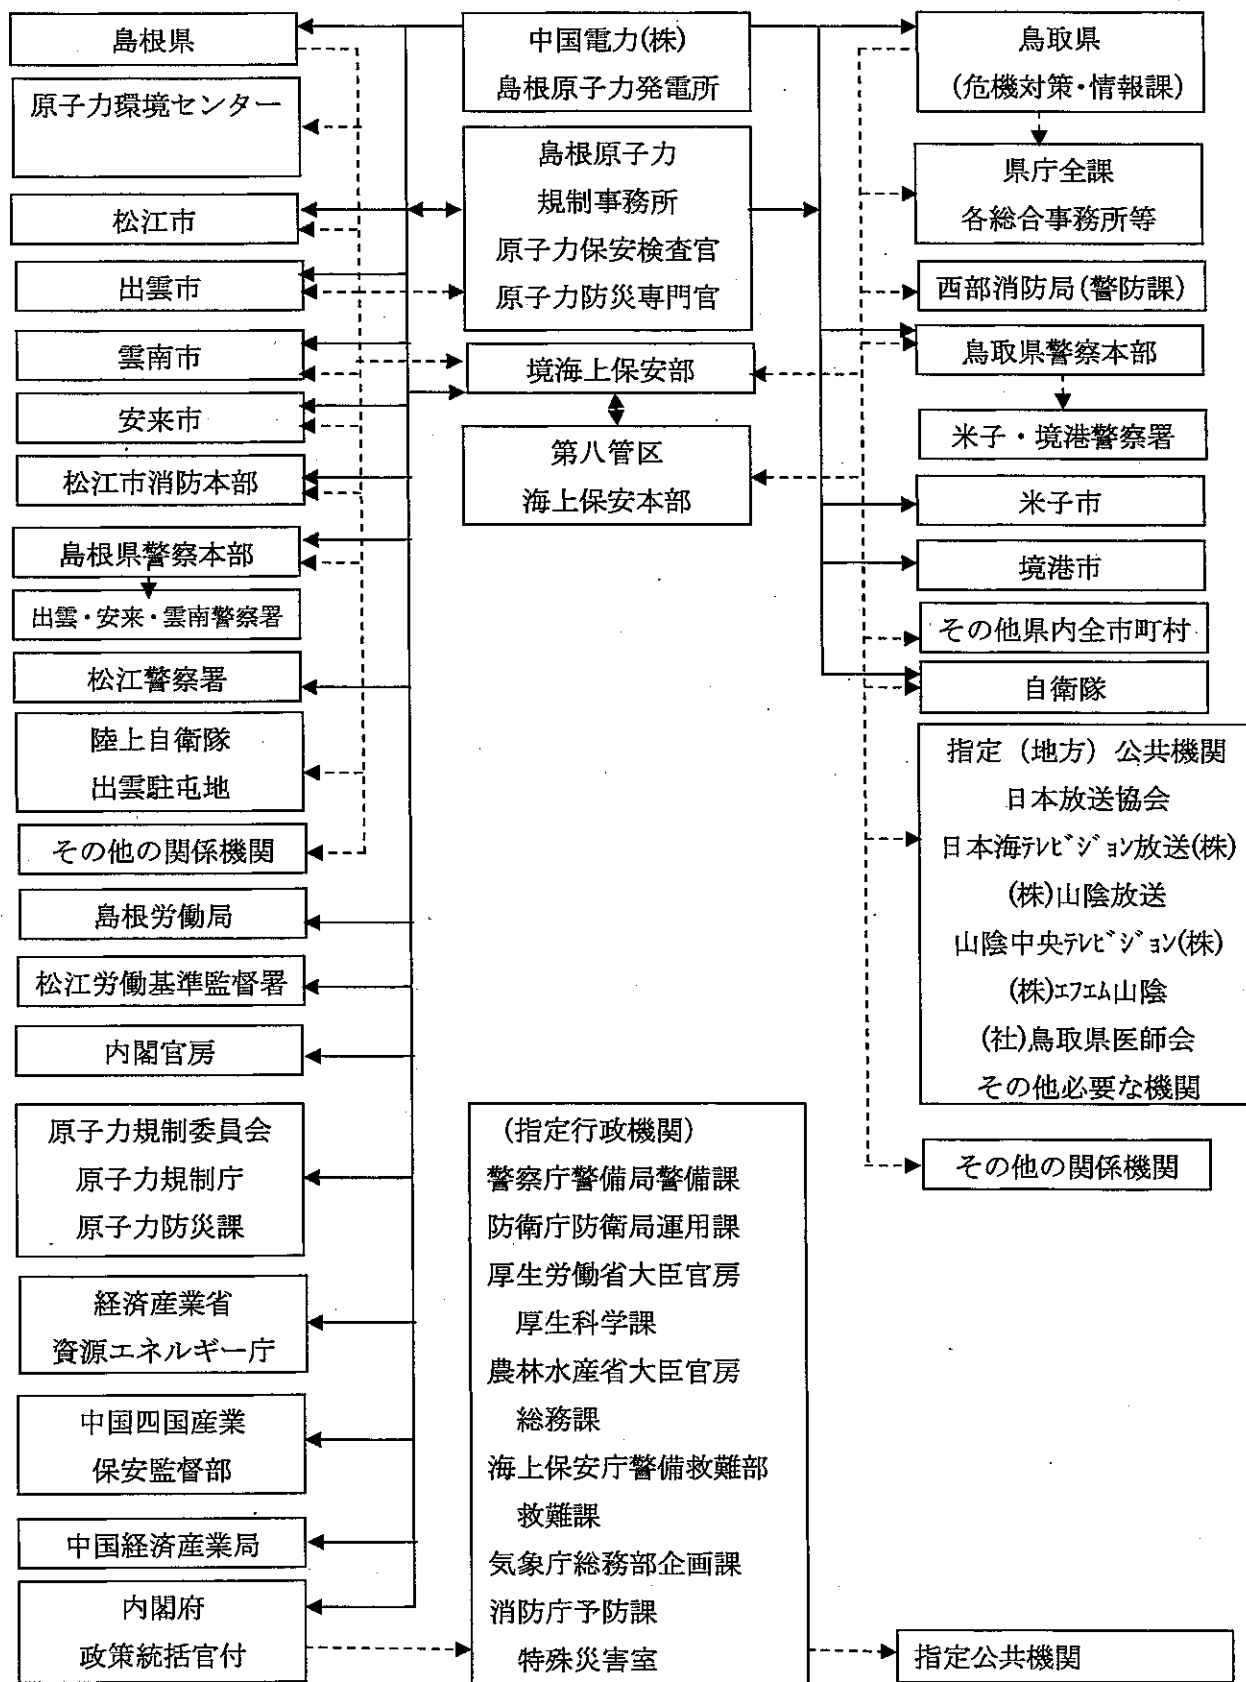 島根県
原子力環境センター
松江市
出雲市
雲南市
安来市
松江市消防本部
島根県警察本部
出雲・安来・雲南警察署
松江警察署
陸上自衛隊
出雲駐屯地
その他の関係機関
島根労働局
松江労働基準監督署
内閣官房
原子力規制委員会
原子力規制庁
原子力防災課
経済産業省
資源エネルギー庁
中国四国産業
保安監督部
中国経済産業局
内閣府
政策統括官付
中国電力(株)
島根原子力発電所
島根原子力
規制事務所
原子力保安検査官
原子力防災専門官
境海上保安部
第八管区
海上保安本部
(指定行政機関)
警察庁警備局警備課
防衛庁防衛局運用課
厚生労働省大臣官房
厚生科学課
農林水産省大臣官房
総務課
海上保安庁警備救難部
救難課
気象庁総務部企画課
消防庁予防課
特殊災害室
鳥取県
(危機対策・情報課)
県庁全課
各総合事務所等
西部消防局(警防課)
鳥取県警察本部
米子・境港警察署
米子市
境港市
その他県内全市町村
自衛隊
指定（地方）公共機関
日本放送協会
日本海ﾃﾚﾋﾞｼﾞｮﾝ放送(株)
(株)山陰放送
山陰中央ﾃﾚﾋﾞｼﾞｮﾝ(株)
(株)ｴﾌｴﾑ山陰
(社)鳥取県医師会
その他必要な機関
その他の関係機関
指定公共機関